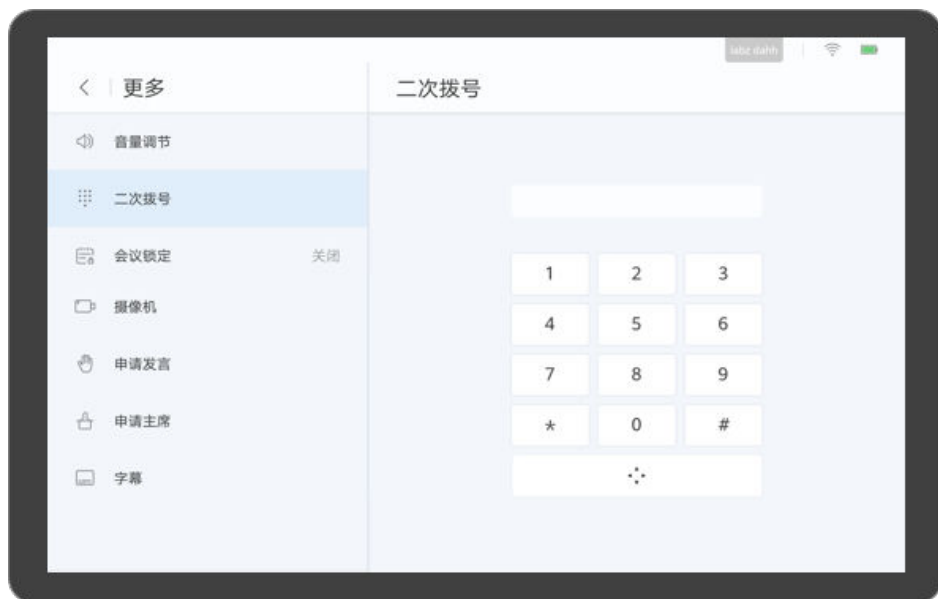 labz dahh
更多
二次拨号
音量调节
二次拨号
会议锁定 关闭
摄像机
申请发言
申请主席
字幕
1 2 3
4 5 6
7 8 9
* 0 #